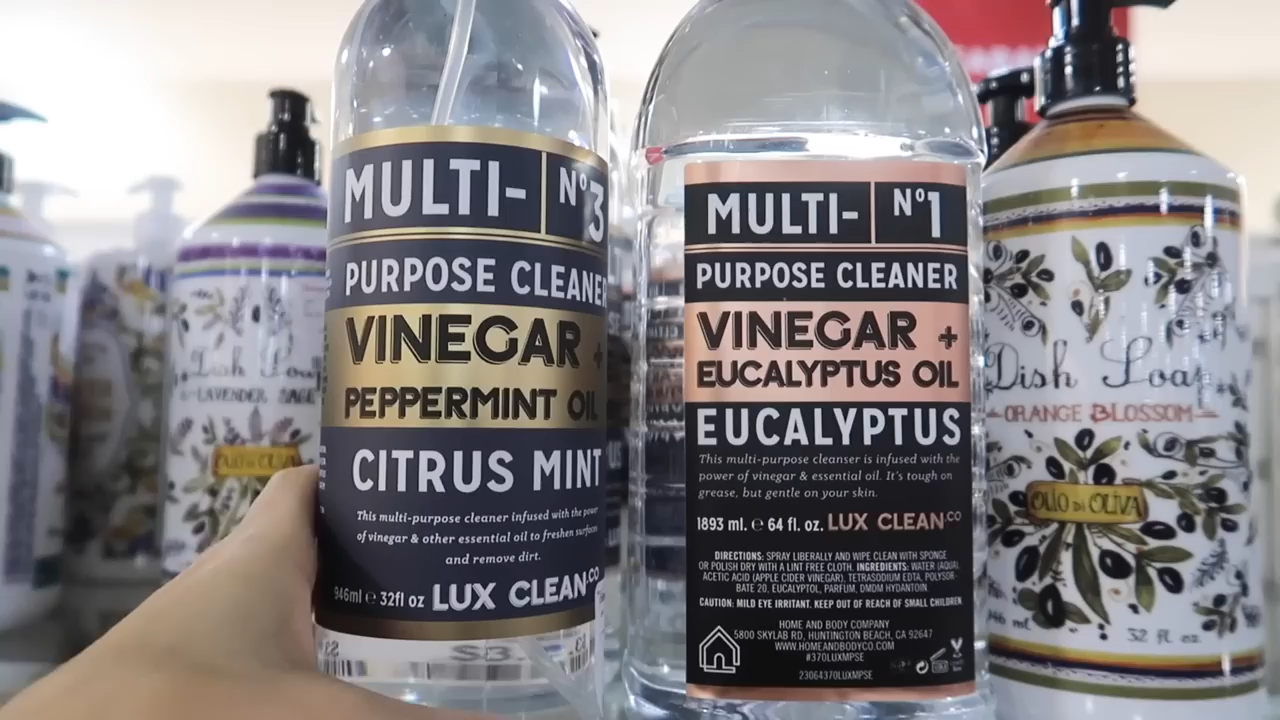 MULTI- Nº3
PURPOSE CLEANER
VINEGAR +
PEPPERMINT OIL
CITRUS MINT
This multi-purpose cleaner infused with the power
of vinegar & other essential oil to freshen surfaces
and remove dirt.
946ml ℮ 32fl oz LUX CLEAN.CO
MULTI- Nº1
PURPOSE CLEANER
VINEGAR +
EUCALYPTUS OIL
EUCALYPTUS
This multi-purpose cleanser is infused with the
power of vinegar & essential oil. It's tough on
grease, but gentle on your skin.
1893 ml. ℮ 64 fl. oz. LUX CLEAN.CO
DIRECTIONS: SPRAY LIBERALLY AND WIPE CLEAN WITH SPONGE
OR POLISH DRY WITH A LINT FREE CLOTH. INGREDIENTS: WATER (AQUA),
ACETIC ACID (APPLE CIDER VINEGAR), TETRASODIUM EDTA, POLYSOR-
BATE 20, EUCALYPTOL, PARFUM, DMDM HYDANTOIN
CAUTION: MILD EYE IRRITANT. KEEP OUT OF REACH OF SMALL CHILDREN.
HOME AND BODY COMPANY
5800 SKYLAB RD, HUNTINGTON BEACH, CA 92647
WWW.HOMEANDBODYCO.COM
#370LUXMPSE
23064370LUXMPSE
Dish Soap
LAVENDER SAGE
OLIO DI OLIVA
Dish Soap
ORANGE BLOSSOM
OLIO DI OLIVA
946 ml 32 fl oz